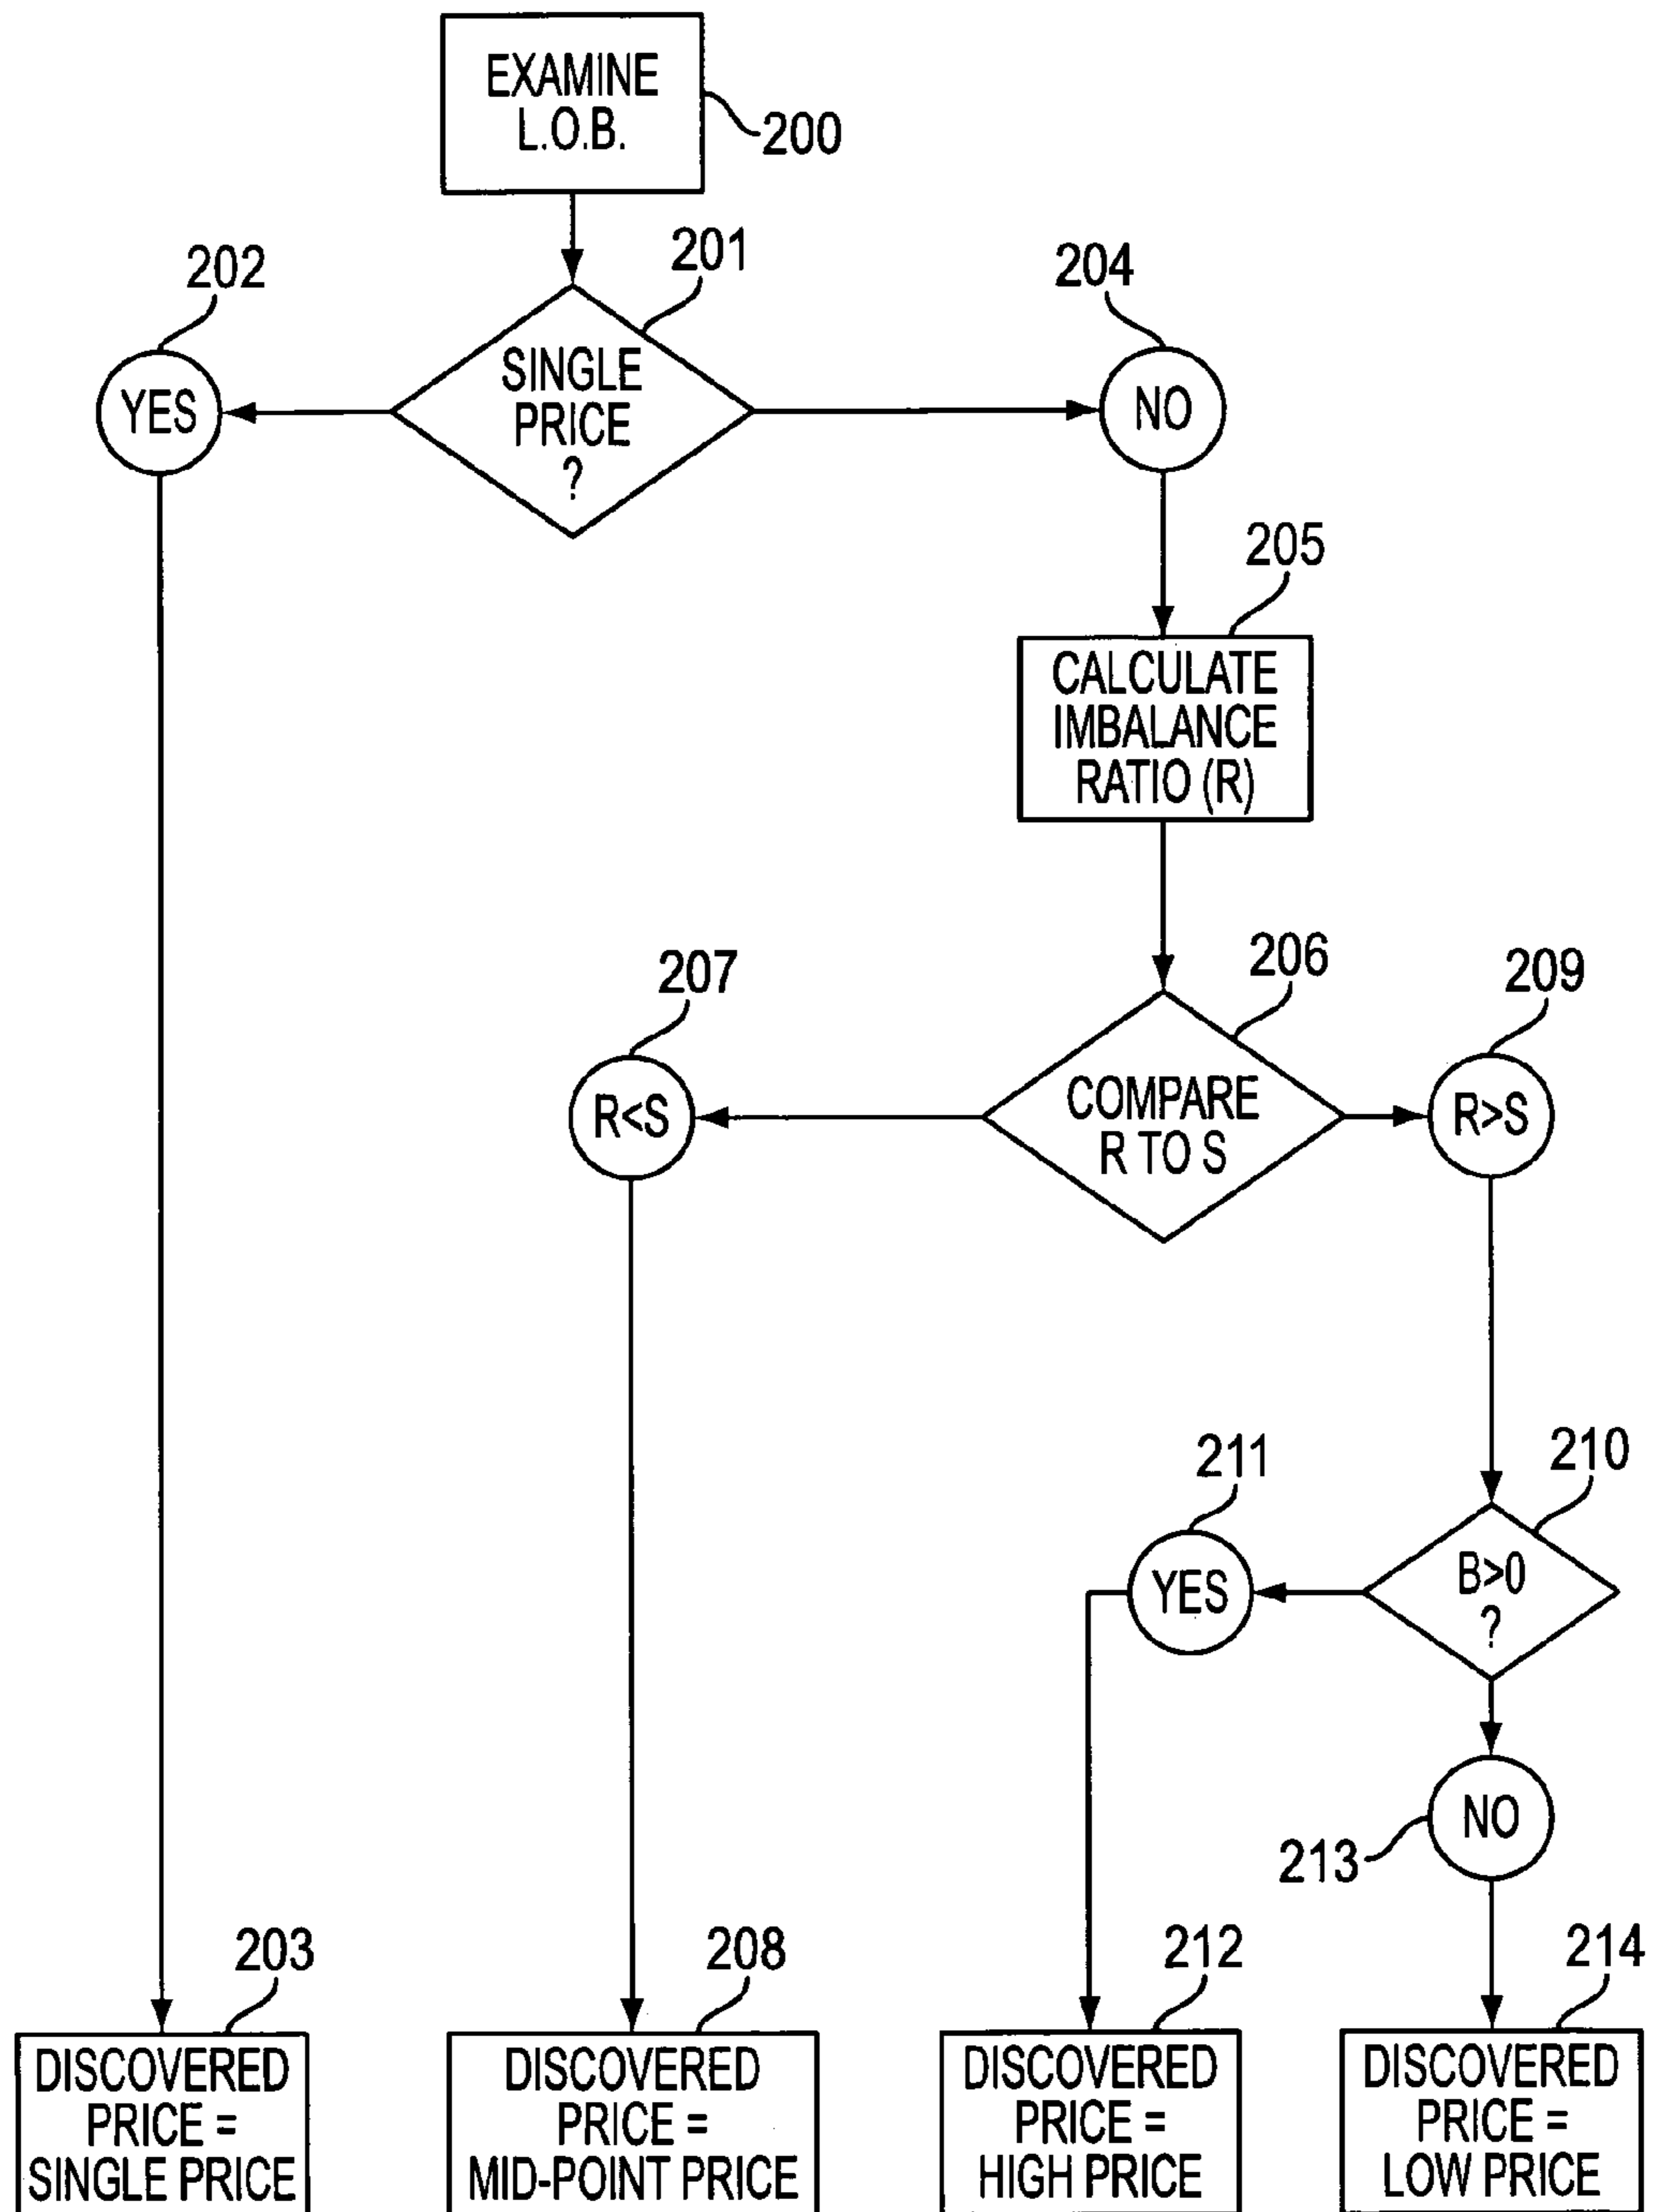 EXAMINE
L.O.B.
200
201
202
204
SINGLE
PRICE
?
YES
NO
205
CALCULATE
IMBALANCE
RATIO (R)
206
207
209
COMPARE
R TO S
R<S
R>S
210
211
B>0
?
YES
NO
213
203
208
212
214
DISCOVERED
PRICE =
SINGLE PRICE
DISCOVERED
PRICE =
MID-POINT PRICE
DISCOVERED
PRICE =
HIGH PRICE
DISCOVERED
PRICE =
LOW PRICE